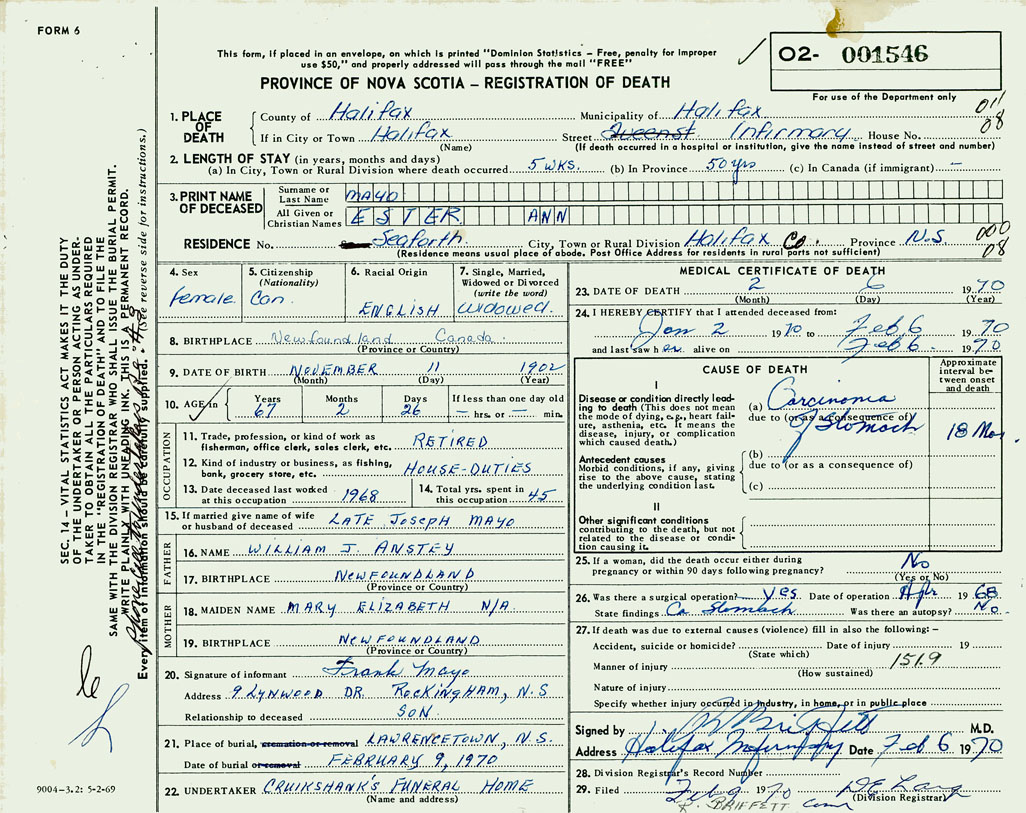 FORM 6
This form, if placed in an envelope, on which is printed "Dominion Statistics - Free, penalty for improper
use $50," and properly addressed will pass through the mail "FREE"
O2- 001546
For use of the Department only
PROVINCE OF NOVA SCOTIA - REGISTRATION OF DEATH
011
08
1. PLACE OF DEATH
County of Halifax Municipality of Halifax
If in City or Town Halifax Street Queenst Infirmary House No.
(Name) (If death occurred in a hospital or institution, give the name instead of street and number)
2. LENGTH OF STAY (in years, months and days)
(a) In City, Town or Rural Division where death occurred 5 WKS. (b) In Province 50 yrs (c) In Canada (if immigrant) —
3. PRINT NAME OF DECEASED
Surname or Last Name MAYO
All Given or Christian Names ESTER ANN
RESIDENCE No. Seaforth City, Town or Rural Division Halifax Co. Province N.S
000
08
(Residence means usual place of abode. Post Office Address for residents in rural parts not sufficient)
4. Sex
female
5. Citizenship
(Nationality)
Can.
6. Racial Origin
ENGLISH
7. Single, Married,
Widowed or Divorced
(write the word)
Widowed.
8. BIRTHPLACE Newfoundland Canada.
(Province or Country)
9. DATE OF BIRTH NOVEMBER 11 1902
(Month) (Day) (Year)
10. AGE in
Years Months Days If less than one day old
67 2 26 — hrs. or — min.
OCCUPATION
11. Trade, profession, or kind of work as
fisherman, office clerk, sales clerk, etc. RETIRED
12. Kind of industry or business, as fishing,
bank, grocery store, etc. HOUSE-DUTIES
13. Date deceased last worked
at this occupation 1968
14. Total yrs. spent in
this occupation 45
15. If married give name of wife
or husband of deceased LATE JOSEPH MAYO
FATHER
16. NAME WILLIAM J. ANSTEY
17. BIRTHPLACE NEWFOUNDLAND
(Province or Country)
MOTHER
18. MAIDEN NAME MARY ELIZABETH N/A.
19. BIRTHPLACE NEWFOUNDLAND
(Province or Country)
20. Signature of informant Frank Mayo
Address 9 LYNWOOD DR. ROCKINGHAM, N.S
Relationship to deceased SON.
21. Place of burial, cremation or removal LAWRENCETOWN, N.S.
Date of burial or removal FEBRUARY 9, 1970
22. UNDERTAKER CRUIKSHANK'S FUNERAL HOME
(Name and address)
MEDICAL CERTIFICATE OF DEATH
23. DATE OF DEATH 2 6 1970
(Month) (Day) (Year)
24. I HEREBY CERTIFY that I attended deceased from:
Jan 2 1970 to Feb 6 1970
and last saw her alive on Feb 6 1970
CAUSE OF DEATH
Approximate
interval be-
tween onset
and death
I
Disease or condition directly lead-
ing to death (This does not mean
the mode of dying, e.g., heart fail-
ure, asthenia, etc. It means the
disease, injury, or complication
which caused death.)
(a) Carcinoma
due to (or as a consequence of)
of Stomach
18 Mos.
Antecedent causes
Morbid conditions, if any, giving
rise to the above cause, stating
the underlying condition last.
(b)
due to (or as a consequence of)
(c)
II
Other significant conditions
contributing to the death, but not
related to the disease or condi-
tion causing it.
25. If a woman, did the death occur either during
pregnancy or within 90 days following pregnancy? No
(Yes or No)
26. Was there a surgical operation? yes Date of operation Apr 1968
State findings Ca Stomach Was there an autopsy? No.
27. If death was due to external causes (violence) fill in also the following: -
Accident, suicide or homicide? Date of injury 19
(State which)
1519
Manner of injury
(How sustained)
Nature of injury
Specify whether injury occurred in industry, in home, or in public place
Signed by R Briffett M.D.
Address Halifax Infirmary Date Feb 6 1970
28. Division Registrar's Record Number
29. Filed Feb 9 1970
(Division Registrar)
R. BRIFFETT
SEC. 14 - VITAL STATISTICS ACT MAKES IT THE DUTY
OF THE UNDERTAKER OR PERSON ACTING AS UNDER-
TAKER TO OBTAIN ALL THE PARTICULARS REQUIRED
IN THE "REGISTRATION OF DEATH" AND TO FILE THE
SAME WITH THE DIVISION REGISTRAR WHO SHALL ISSUE THE BURIAL PERMIT.
WRITE PLAINLY WITH UNFADING INK. THIS IS A PERMANENT RECORD.
Every item of information should be carefully supplied. (See reverse side for instructions.)
9004-3.2: 5-2-69